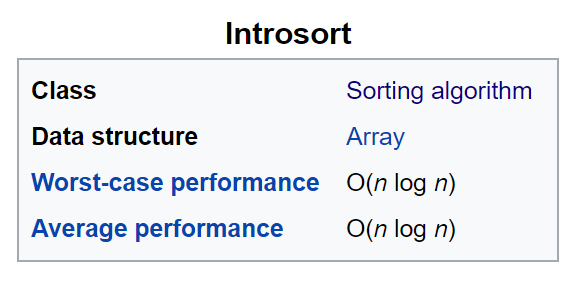 Introsort
Class Sorting algorithm
Data structure Array
Worst-case performance O(n log n)
Average performance O(n log n)